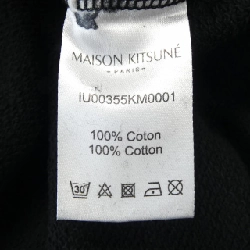 MAISON KITSUNÉ
PARIS
IU00355KM0001
100% Coton
100% Cotton
30